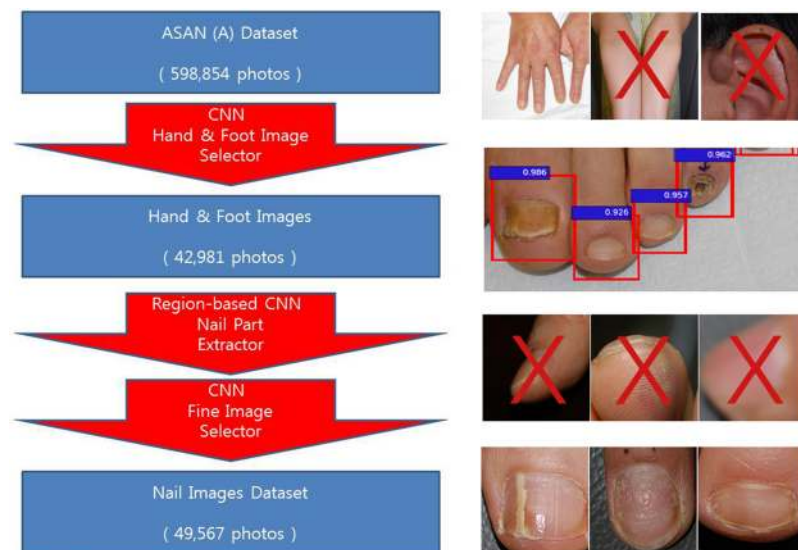 ASAN (A) Dataset
( 598,854 photos )
CNN
Hand & Foot Image
Selector
Hand & Foot Images
( 42,981 photos )
Region-based CNN
Nail Part
Extractor
CNN
Fine Image
Selector
Nail Images Dataset
( 49,567 photos )
0.986
0.926
0.957
0.962